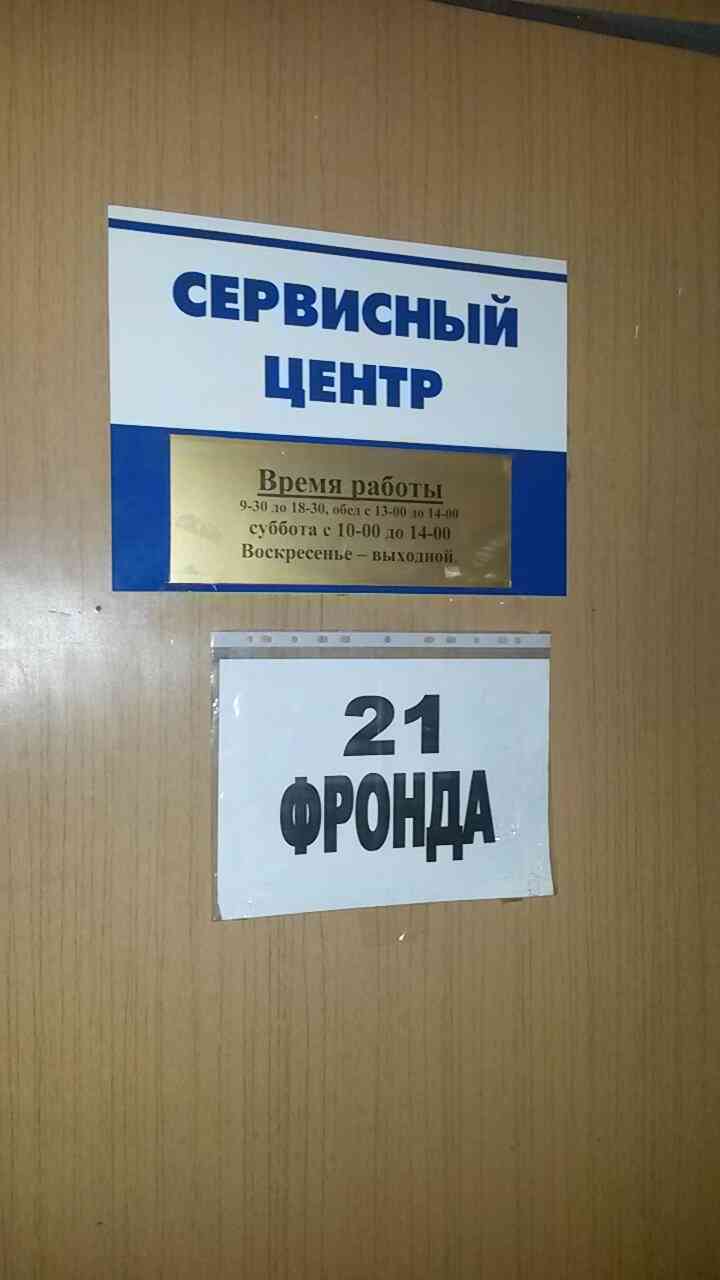 СЕРВИСНЫЙ
ЦЕНТР
Время работы
9-30 до 18-30, обед с 13-00 до 14-00
суббота с 10-00 до 14-00
Воскресенье – выходной.
21
ФРОНДА